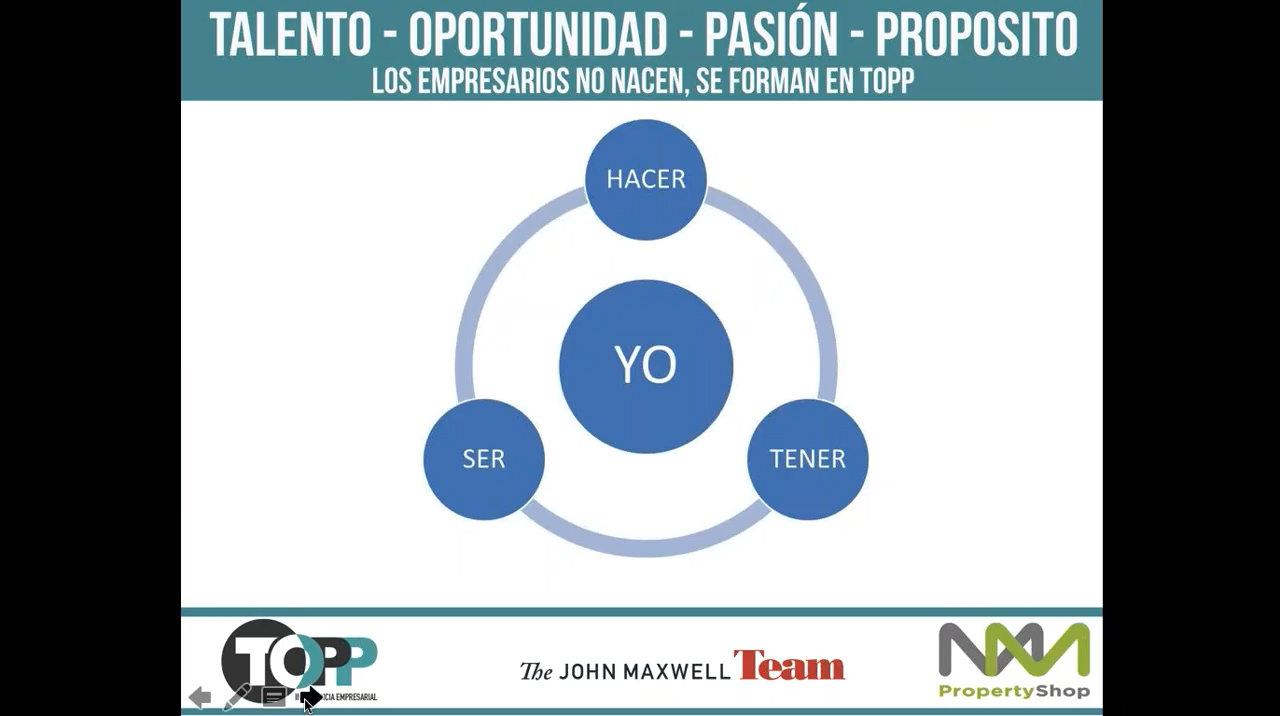 TALENTO - OPORTUNIDAD - PASIÓN - PROPOSITO
LOS EMPRESARIOS NO NACEN, SE FORMAN EN TOPP
HACER
YO
SER
TENER
TOPP
EMPRESARIAL
The JOHN MAXWELL Team
PropertyShop